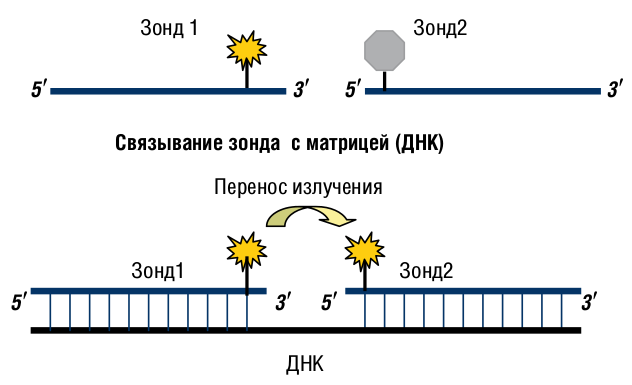 Зонд 1 Зонд2
5′ 3′ 5′ 3′
Связывание зонда с матрицей (ДНК)
Перенос излучения
Зонд1 Зонд2
5′ 3′ 5′ 3′
ДНК